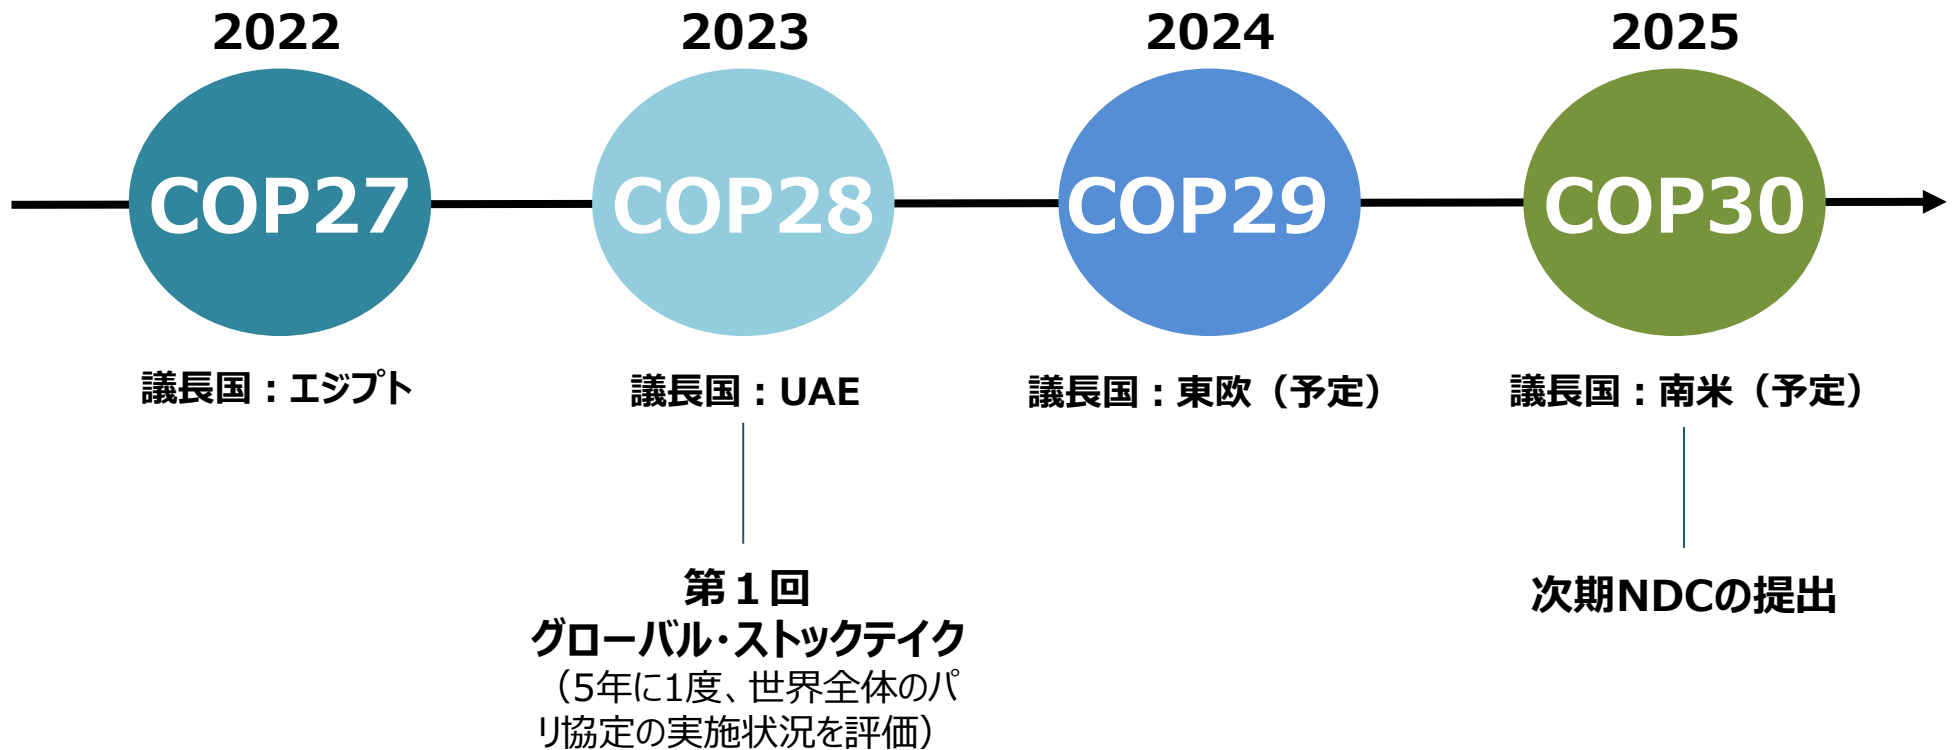 2022
2023
2024
2025
COP27
COP28
COP29
COP30
議長国：エジプト
議長国：UAE
議長国：東欧（予定）
議長国：南米（予定）
第１回
グローバル・ストックテイク
（5年に1度、世界全体のパ
リ協定の実施状況を評価）
次期NDCの提出